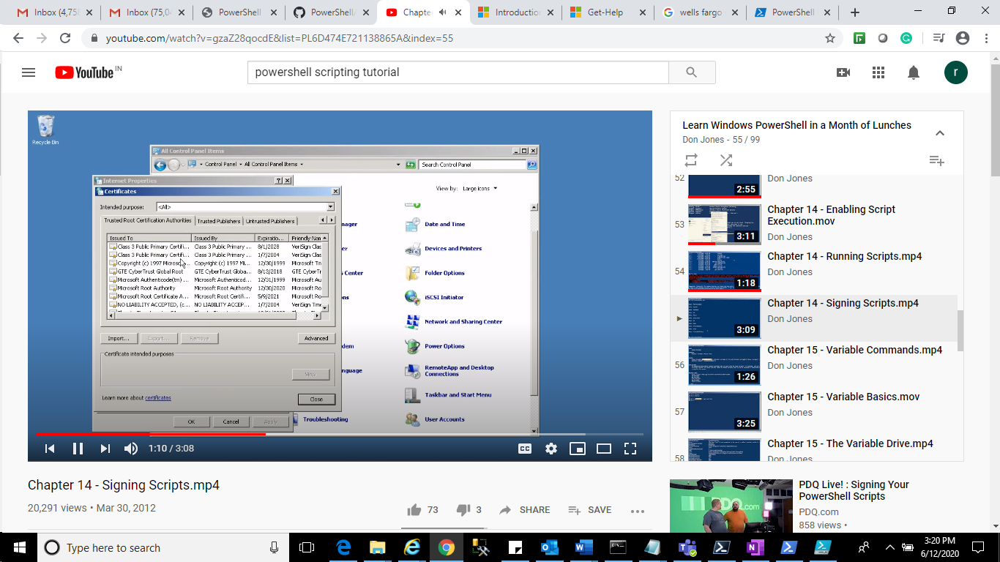 Inbox (4,75
Inbox (75,0
PowerShell
PowerShell
Chapte
Introduction
Get-Help
wells fargo
PowerShell
youtube.com/watch?v=gzaZ28qocdE&list=PL6D474E721138865A&index=55
YouTube IN
powershell scripting tutorial
r
Recycle Bin
All Control Panel Items
Control Panel
All Control Panel Items
Search Control Panel
Internet Properties
View by: Large icons
Certificates
Intended purpose: <All>
Trusted Root Certification Authorities
Trusted Publishers
Untrusted Publishers
Issued To
Issued By
Expiratio...
Friendly Nam
Class 3 Public Primary Certifi... Class 3 Public Primary ... 8/1/2028 VeriSign Clas
Class 3 Public Primary Certifi... Class 3 Public Primary ... 1/7/2004 VeriSign Clas
Copyright (c) 1997 Microso... Copyright (c) 1997 Mi... 12/30/1999 Microsoft Tin
GTE CyberTrust Global Root GTE CyberTrust Globa... 8/13/2018 GTE CyberTr
Microsoft Authenticode(tm) ... Microsoft Authenticod... 12/31/1999 Microsoft Au
Microsoft Root Authority Microsoft Root Authority 12/30/2020 Microsoft Ro
Microsoft Root Certificate A... Microsoft Root Certifi... 5/9/2021 Microsoft Ro
NO LIABILITY ACCEPTED, (c... NO LIABILITY ACCEP... 1/7/2004 VeriSign Tim
Import...
Export...
Remove
Advanced
Certificate intended purposes
View
Learn more about certificates
Close
OK
Cancel
Apply
nager
s Center
ons
dem
nguage
Troubleshooting
Date and Time
Devices and Printers
Folder Options
iSCSI Initiator
Network and Sharing Center
Power Options
RemoteApp and Desktop
Connections
Taskbar and Start Menu
User Accounts
1:10 / 3:08
CC
Chapter 14 - Signing Scripts.mp4
20,291 views • Mar 30, 2012
73
3
SHARE
SAVE
Learn Windows PowerShell in a Month of Lunches
Don Jones - 55 / 99
52
2:55
Don Jones
53
3:11
Chapter 14 - Enabling Script
Execution.mov
Don Jones
54
1:18
Chapter 14 - Running Scripts.mp4
Don Jones
3:09
Chapter 14 - Signing Scripts.mp4
Don Jones
56
1:26
Chapter 15 - Variable Commands.mp4
Don Jones
57
3:25
Chapter 15 - Variable Basics.mov
Don Jones
58
Chapter 15 - The Variable Drive.mp4
Don Jones
PDQ.com
PDQ Live! : Signing Your
PowerShell Scripts
PDQ.com
858 views •
Type here to search
3:20 PM
6/12/2020